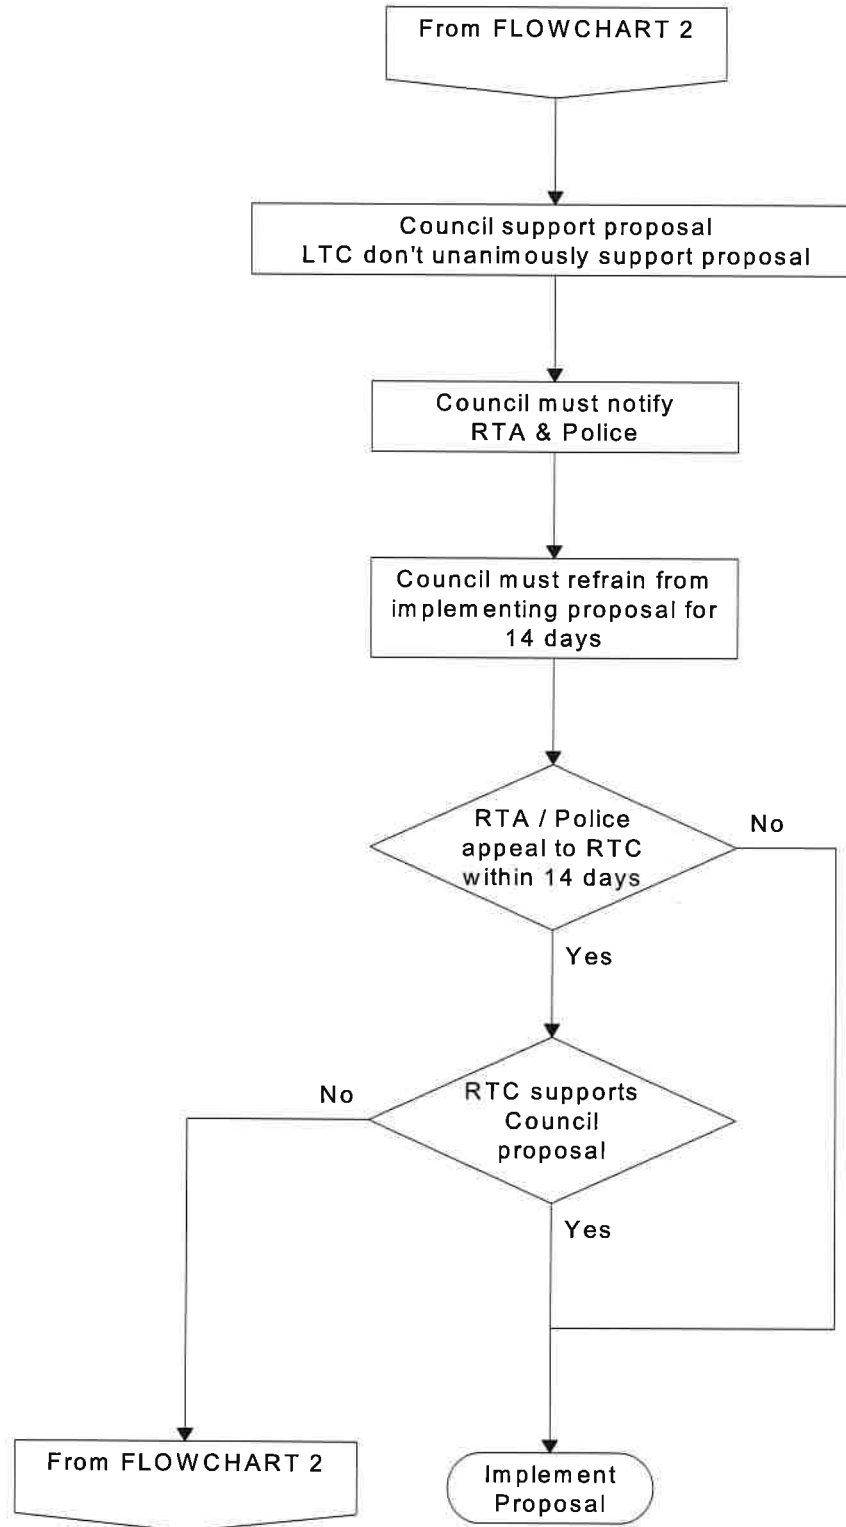 From FLOWCHART 2
Council support proposal
LTC don't unanimously support proposal
Council must notify
RTA & Police
Council must refrain from
implementing proposal for
14 days
RTA / Police
appeal to RTC
within 14 days
No
Yes
No
RTC supports
Council
proposal
Yes
From FLOWCHART 2
Implement
Proposal